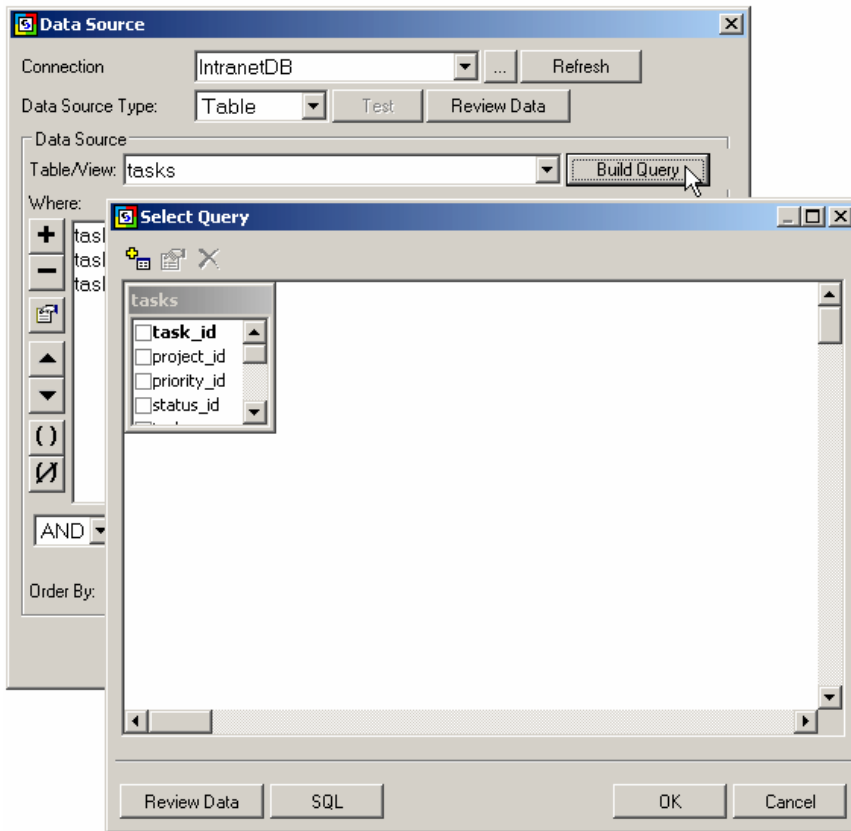 Data Source
Connection IntranetDB ... Refresh
Data Source Type: Table Test Review Data
Data Source
Table/View: tasks Build Query
Where:
Select Query
tasks
task_id
project_id
priority_id
status_id
()
AND
Order By:
Review Data SQL OK Cancel